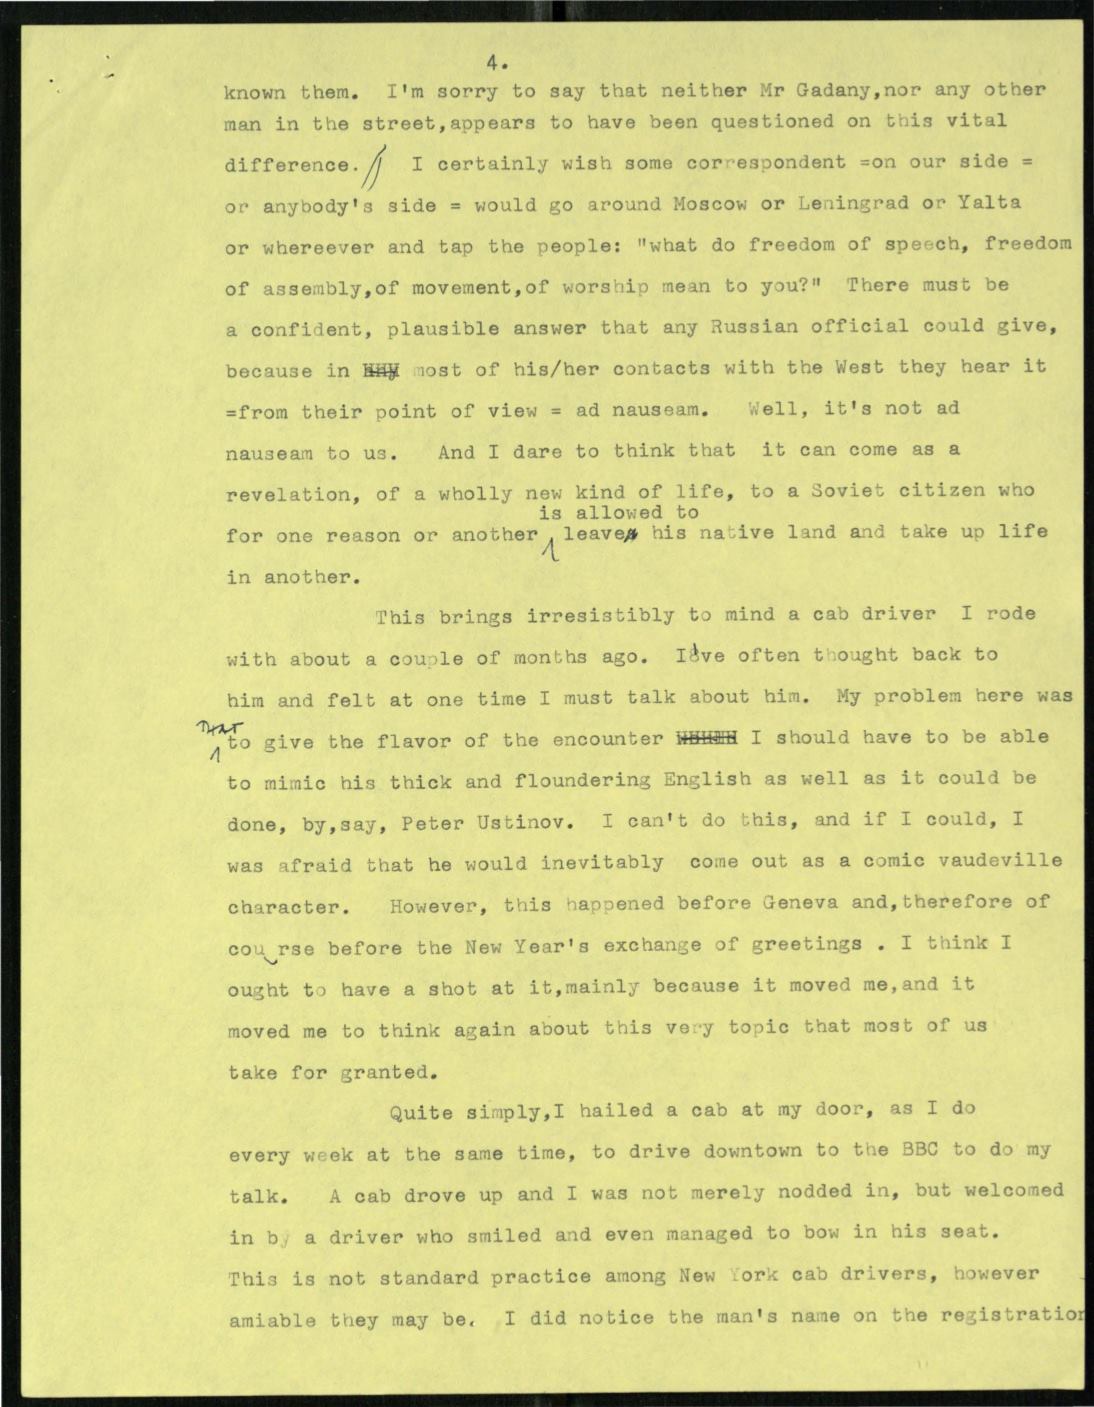 4.
known them. I'm sorry to say that neither Mr Gadany,nor any other
man in the street,appears to have been questioned on this vital
difference. // I certainly wish some correspondent =on our side =
or anybody's side = would go around Moscow or Leningrad or Yalta
or whereever and tap the people: "what do freedom of speech, freedom
of assembly,of movement,of worship mean to you?" There must be
a confident, plausible answer that any Russian official could give,
because in most of his/her contacts with the West they hear it
=from their point of view = ad nauseam. Well, it's not ad
nauseam to us. And I dare to think that it can come as a
revelation, of a wholly new kind of life, to a Soviet citizen who
is allowed to
for one reason or another leave his native land and take up life
in another.
This brings irresistibly to mind a cab driver I rode
with about a couple of months ago. I've often thought back to
him and felt at one time I must talk about him. My problem here was
That
to give the flavor of the encounter I should have to be able
to mimic his thick and floundering English as well as it could be
done, by,say, Peter Ustinov. I can't do this, and if I could, I
was afraid that he would inevitably come out as a comic vaudeville
character. However, this happened before Geneva and,therefore of
course before the New Year's exchange of greetings . I think I
ought to have a shot at it,mainly because it moved me,and it
moved me to think again about this very topic that most of us
take for granted.
Quite simply,I hailed a cab at my door, as I do
every week at the same time, to drive downtown to the BBC to do my
talk. A cab drove up and I was not merely nodded in, but welcomed
in by a driver who smiled and even managed to bow in his seat.
This is not standard practice among New York cab drivers, however
amiable they may be. I did notice the man's name on the registration